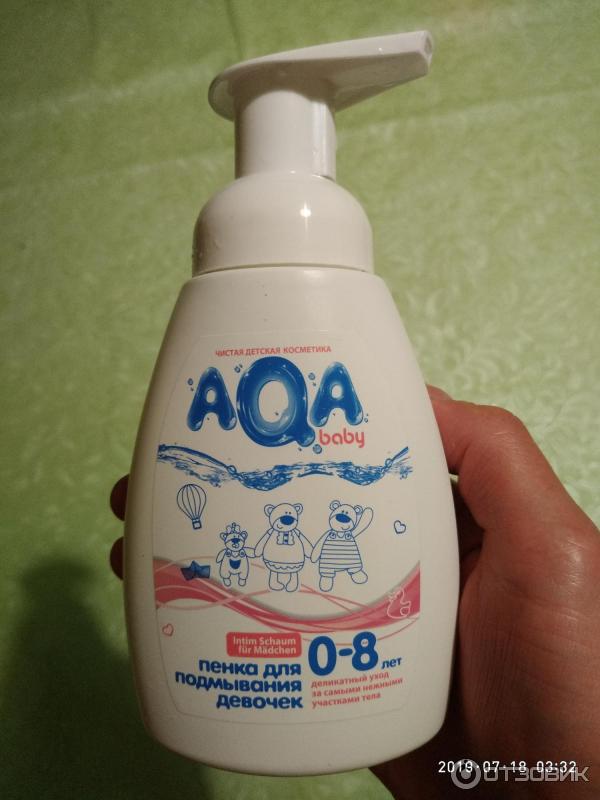 ЧИСТАЯ ДЕТСКАЯ КОСМЕТИКА
AQA
baby
Intim Schaum
für Mädchen
пенка для
подмывания
девочек
0-8 лет
деликатный уход
за самыми нежными
участками тела
2019-07-18 03:32
ОТЗОВИК